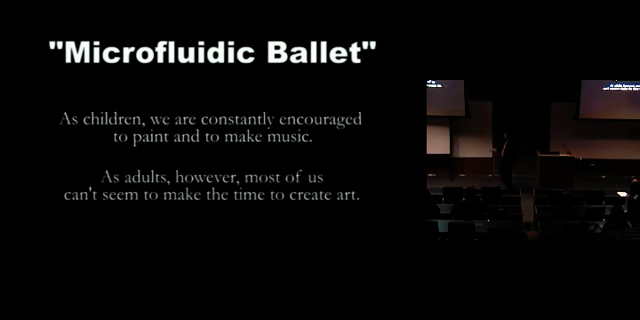 "Microfluidic Ballet"
As children, we are constantly encouraged
to paint and to make music.
As adults, however, most of us
can't seem to make the time to create art.